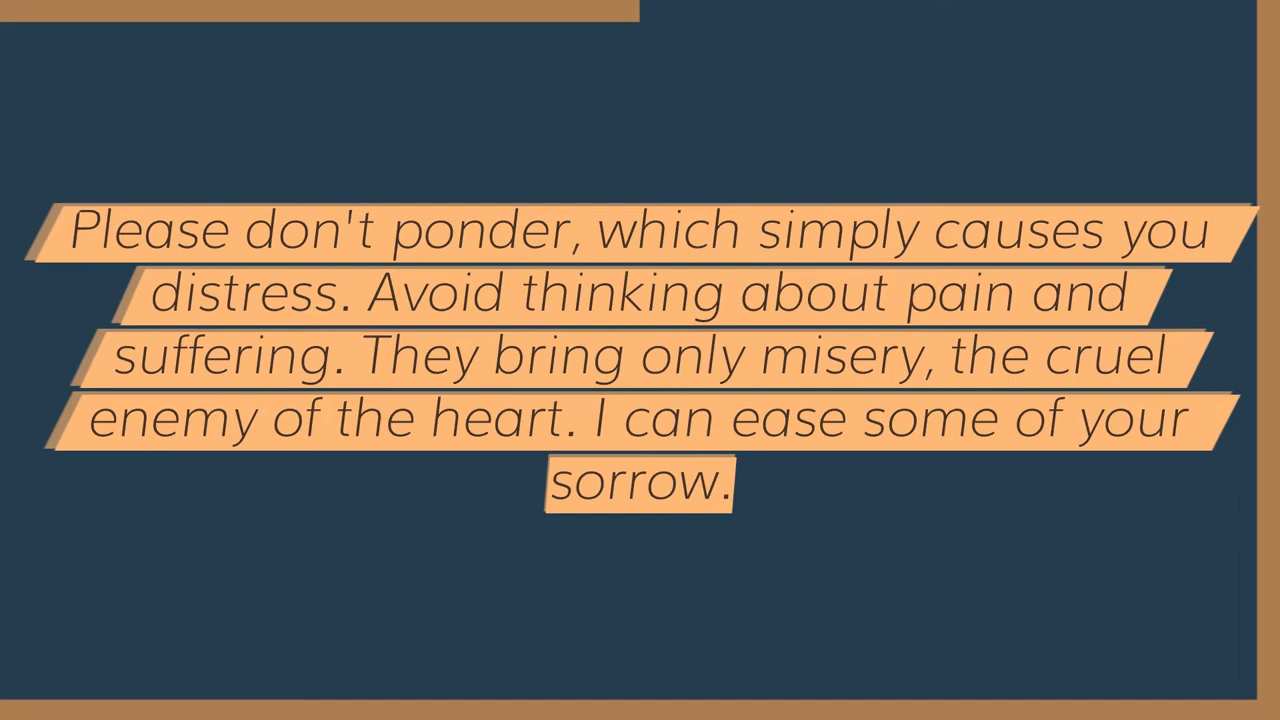 Please don't ponder, which simply causes you
distress. Avoid thinking about pain and
suffering. They bring only misery, the cruel
enemy of the heart. I can ease some of your
sorrow.